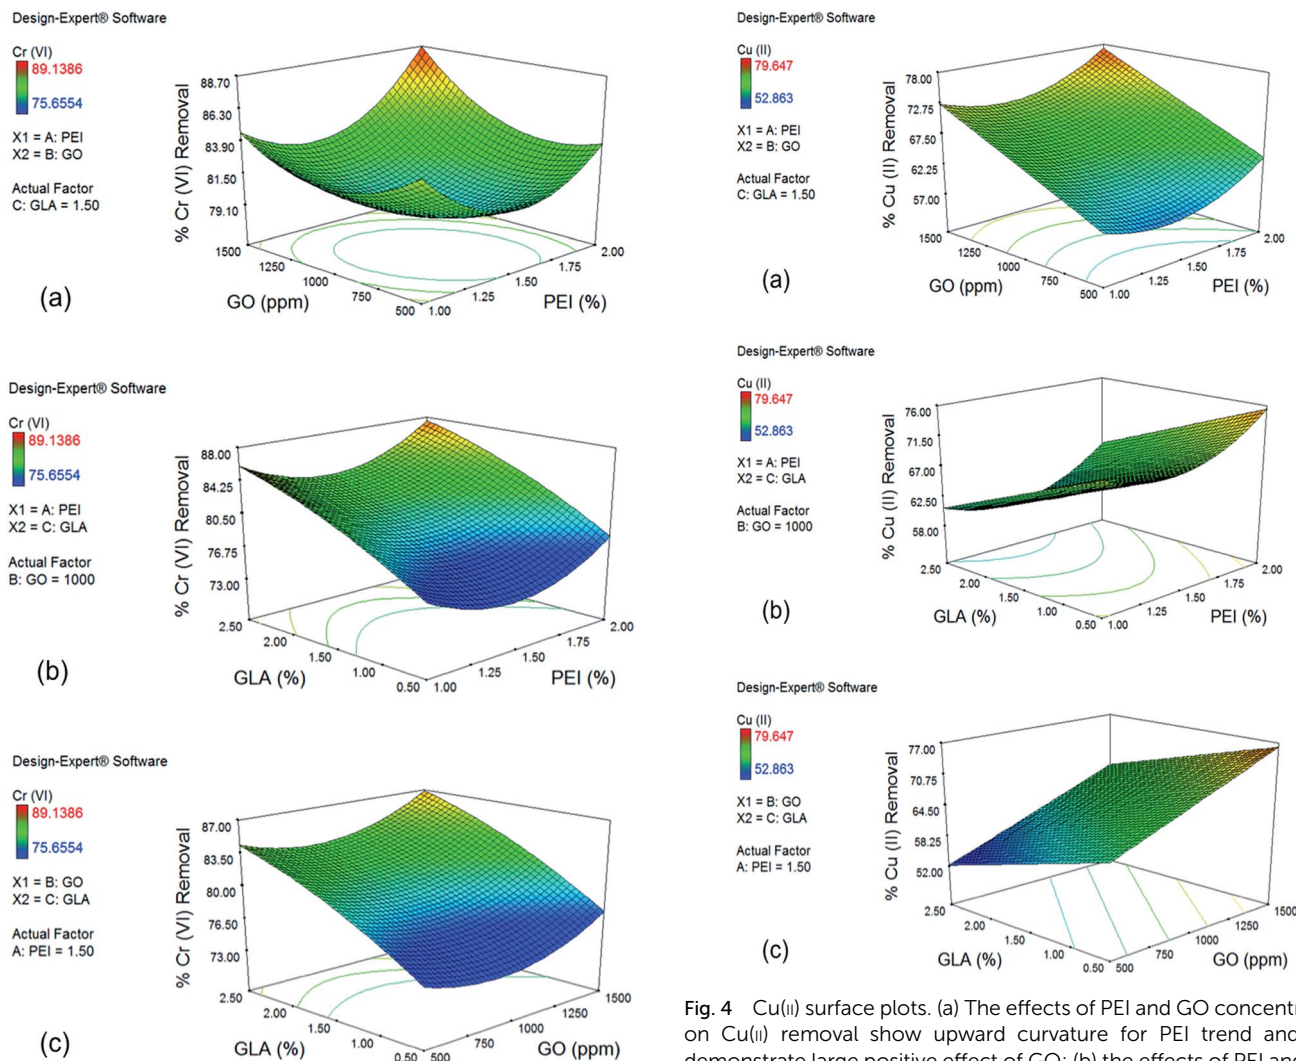 Design-Expert® Software
Cr (VI)
89.1386
75.6554
X1 = A: PEI
X2 = B: GO
Actual Factor
C: GLA = 1.50
% Cr (VI) Removal
88.70
86.30
83.90
81.50
79.10
1500
1250
1000
750
500
GO (ppm)
1.00
1.25
1.50
1.75
2.00
PEI (%)
(a)
Design-Expert® Software
Cr (VI)
89.1386
75.6554
X1 = A: PEI
X2 = C: GLA
Actual Factor
B: GO = 1000
% Cr (VI) Removal
88.00
84.25
80.50
76.75
73.00
2.50
2.00
1.50
1.00
0.50
GLA (%)
1.00
1.25
1.50
1.75
2.00
PEI (%)
(b)
Design-Expert® Software
Cr (VI)
89.1386
75.6554
X1 = B: GO
X2 = C: GLA
Actual Factor
A: PEI = 1.50
% Cr (VI) Removal
87.00
83.50
80.00
76.50
73.00
2.50
2.00
1.50
1.00
0.50
GLA (%)
500
750
1000
1250
1500
GO (ppm)
(c)
Design-Expert® Software
Cu (II)
79.647
52.863
X1 = A: PEI
X2 = B: GO
Actual Factor
C: GLA = 1.50
% Cu (II) Removal
78.00
72.75
67.50
62.25
57.00
1500
1250
1000
750
500
GO (ppm)
1.00
1.25
1.50
1.75
2.00
PEI (%)
(a)
Design-Expert® Software
Cu (II)
79.647
52.863
X1 = A: PEI
X2 = C: GLA
Actual Factor
B: GO = 1000
% Cu (II) Removal
76.00
71.50
67.00
62.50
58.00
2.50
2.00
1.50
1.00
0.50
GLA (%)
1.00
1.25
1.50
1.75
2.00
PEI (%)
(b)
Design-Expert® Software
Cu (II)
79.647
52.863
X1 = B: GO
X2 = C: GLA
Actual Factor
A: PEI = 1.50
% Cu (II) Removal
77.00
70.75
64.50
58.25
52.00
2.50
2.00
1.50
1.00
0.50
GLA (%)
500
750
1000
1250
1500
GO (ppm)
(c)
Fig. 4 Cu(II) surface plots. (a) The effects of PEI and GO concentr
on Cu(II) removal show upward curvature for PEI trend and
demonstrate large positive effect of GO; (b) the effects of PEI and